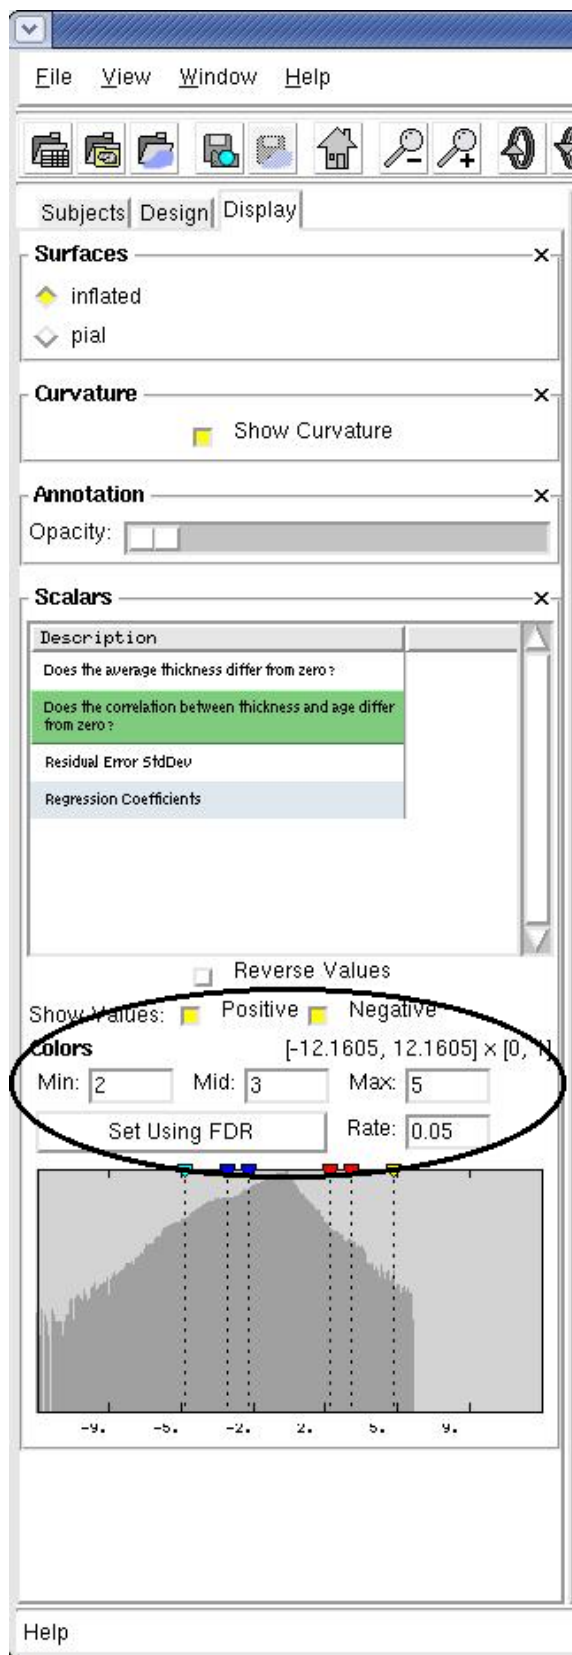 File View Window Help
Subjects Design Display
Surfaces
inflated
pial
Curvature
Show Curvature
Annotation
Opacity:
Scalars
Description
Does the average thickness differ from zero?
Does the correlation between thickness and age differ
from zero?
Residual Error StdDev
Regression Coefficients
Reverse Values
Show Values: Positive Negative
Colors [-12.1605, 12.1605] x [0, 1]
Min: 2 Mid: 3 Max: 5
Set Using FDR Rate: 0.05
-9. -5. -2. 2. 5. 9.
Help